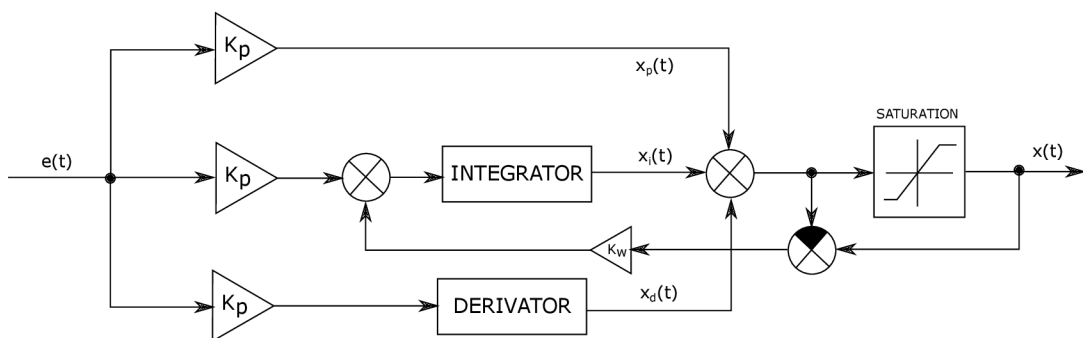 Kp
xp(t)
SATURATION
e(t)
Kp
INTEGRATOR
xi(t)
x(t)
Kw
Kp
DERIVATOR
xd(t)